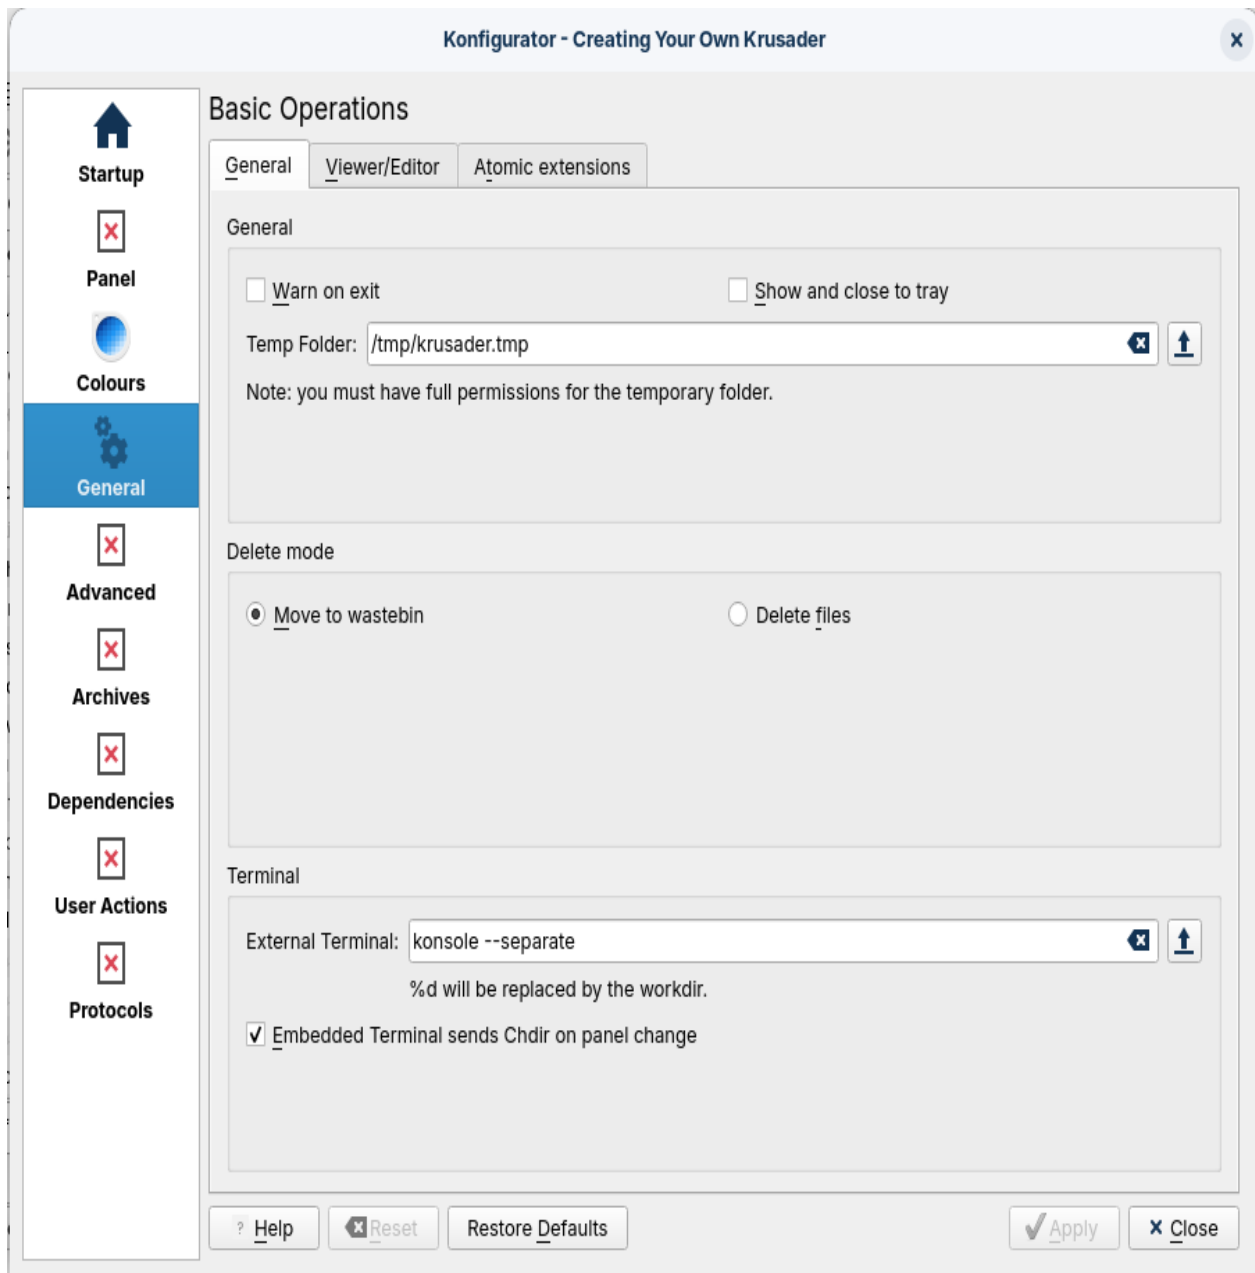 Konfigurator - Creating Your Own Krusader
Startup
Panel
Colours
General
Advanced
Archives
Dependencies
User Actions
Protocols
Basic Operations
General
Viewer/Editor
Atomic extensions
General
Warn on exit
Show and close to tray
Temp Folder: /tmp/krusader.tmp
Note: you must have full permissions for the temporary folder.
Delete mode
Move to wastebin
Delete files
Terminal
External Terminal: konsole --separate
%d will be replaced by the workdir.
Embedded Terminal sends Chdir on panel change
? Help
Reset
Restore Defaults
Apply
Close